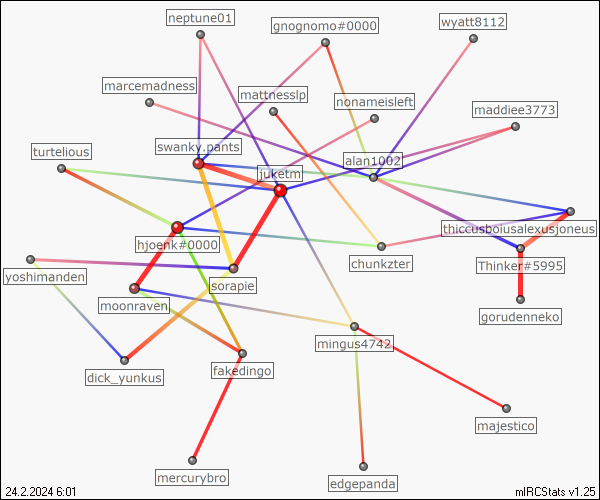 neptune01
gnognomo#0000
wyatt8112
marcemadness
mattnesslp
nonameisleft
maddiee3773
swanky.pants
turtelious
alan1002
juketm
thiccusbousalexusjoneus
hjoenk#0000
chunkzter
Thinker#5995
yoshimanden
sorapie
moonraven
gorudenneko
mingus4742
fakedingo
dick_yunkus
majestico
mercurybro
edgepanda
24.2.2024 6:01
mIRCStats v1.25